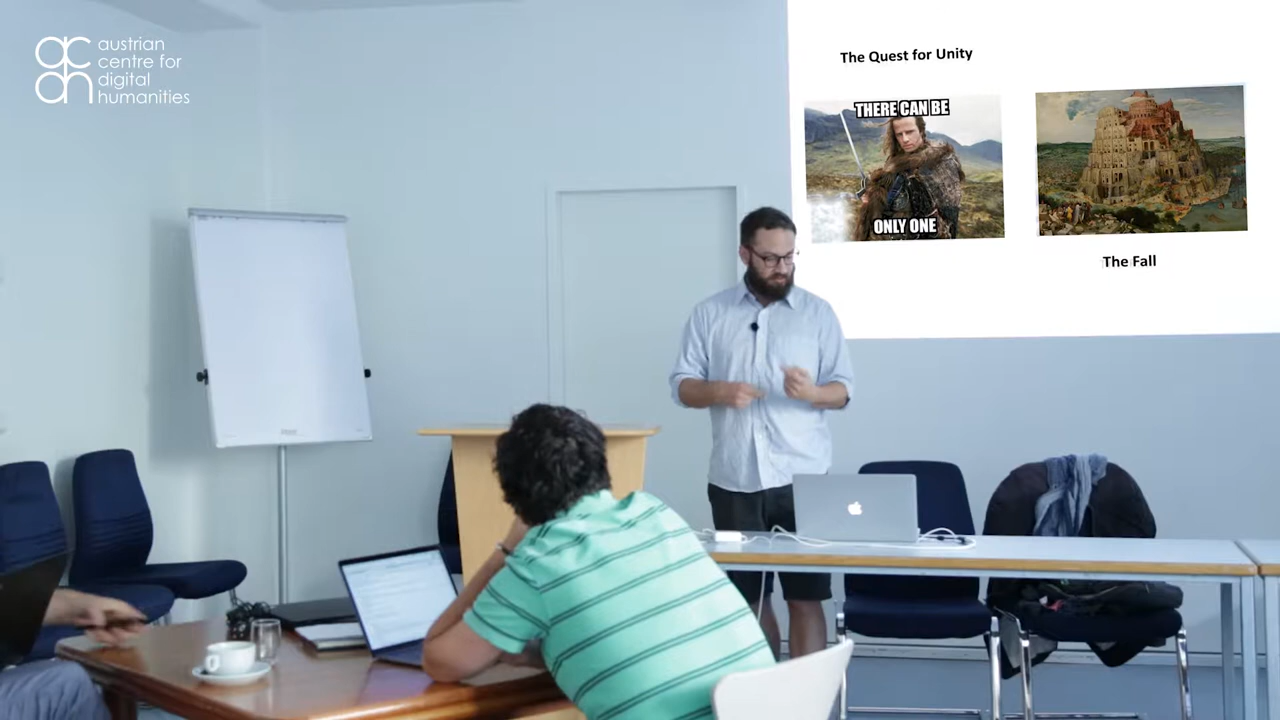 austrian
centre for
digital
humanities
The Quest for Unity
THERE CAN BE
ONLY ONE
The Fall